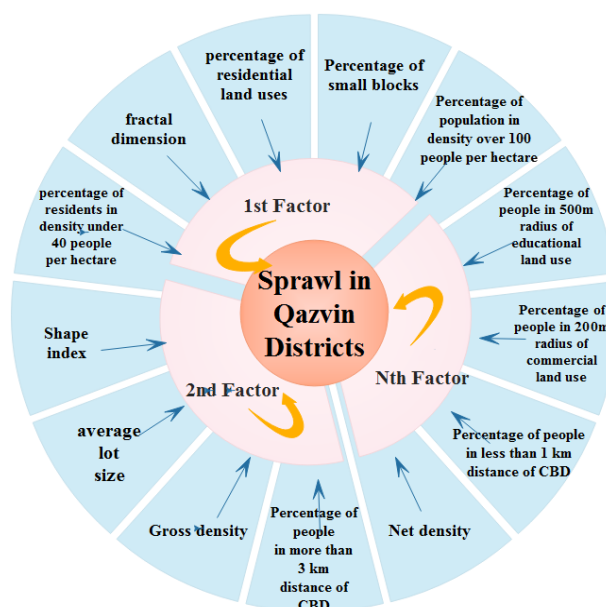 percentage of
residential
land uses
Percentage of
small blocks
Percentage of
population in
density over 100
people per hectare
Percentage of
people in 500m
radius of
educational
land use
Percentage of
people in 200m
radius of
commercial
land use
Percentage of people
in less than 1 km
distance of CBD
Net density
Percentage of
people
in more than
3 km
distance of
CBD
Gross density
average
lot
size
Shape
index
percentage of
residents in
density under
40 people
per hectare
fractal
dimension
1st Factor
2nd Factor
Nth Factor
Sprawl in
Qazvin
Districts